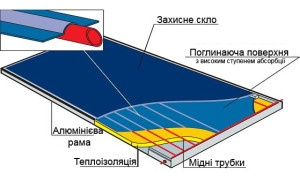 Захисне скло
Поглинаюча поверхня
з високим ступенем абсорбції
Алюмінієва
рама
Теплоізоляція
Мідні трубки